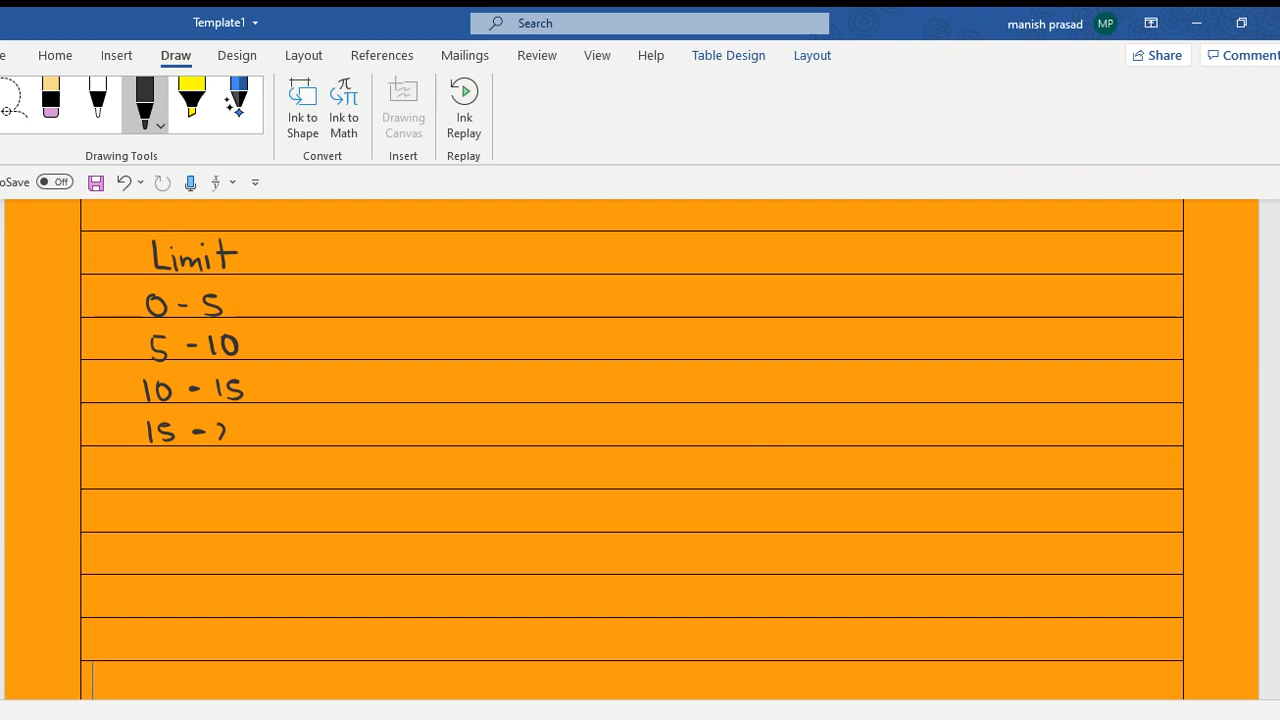 Template1
Search
manish prasad
MP
Home Insert Draw Design Layout References Mailings Review View Help Table Design Layout
Share
Comment
Ink to Shape
Ink to Math
Drawing Canvas
Ink Replay
Drawing Tools
Convert
Insert
Replay
oSave
Off
Limit
0 - 5
5 - 10
10 - 15
15 -